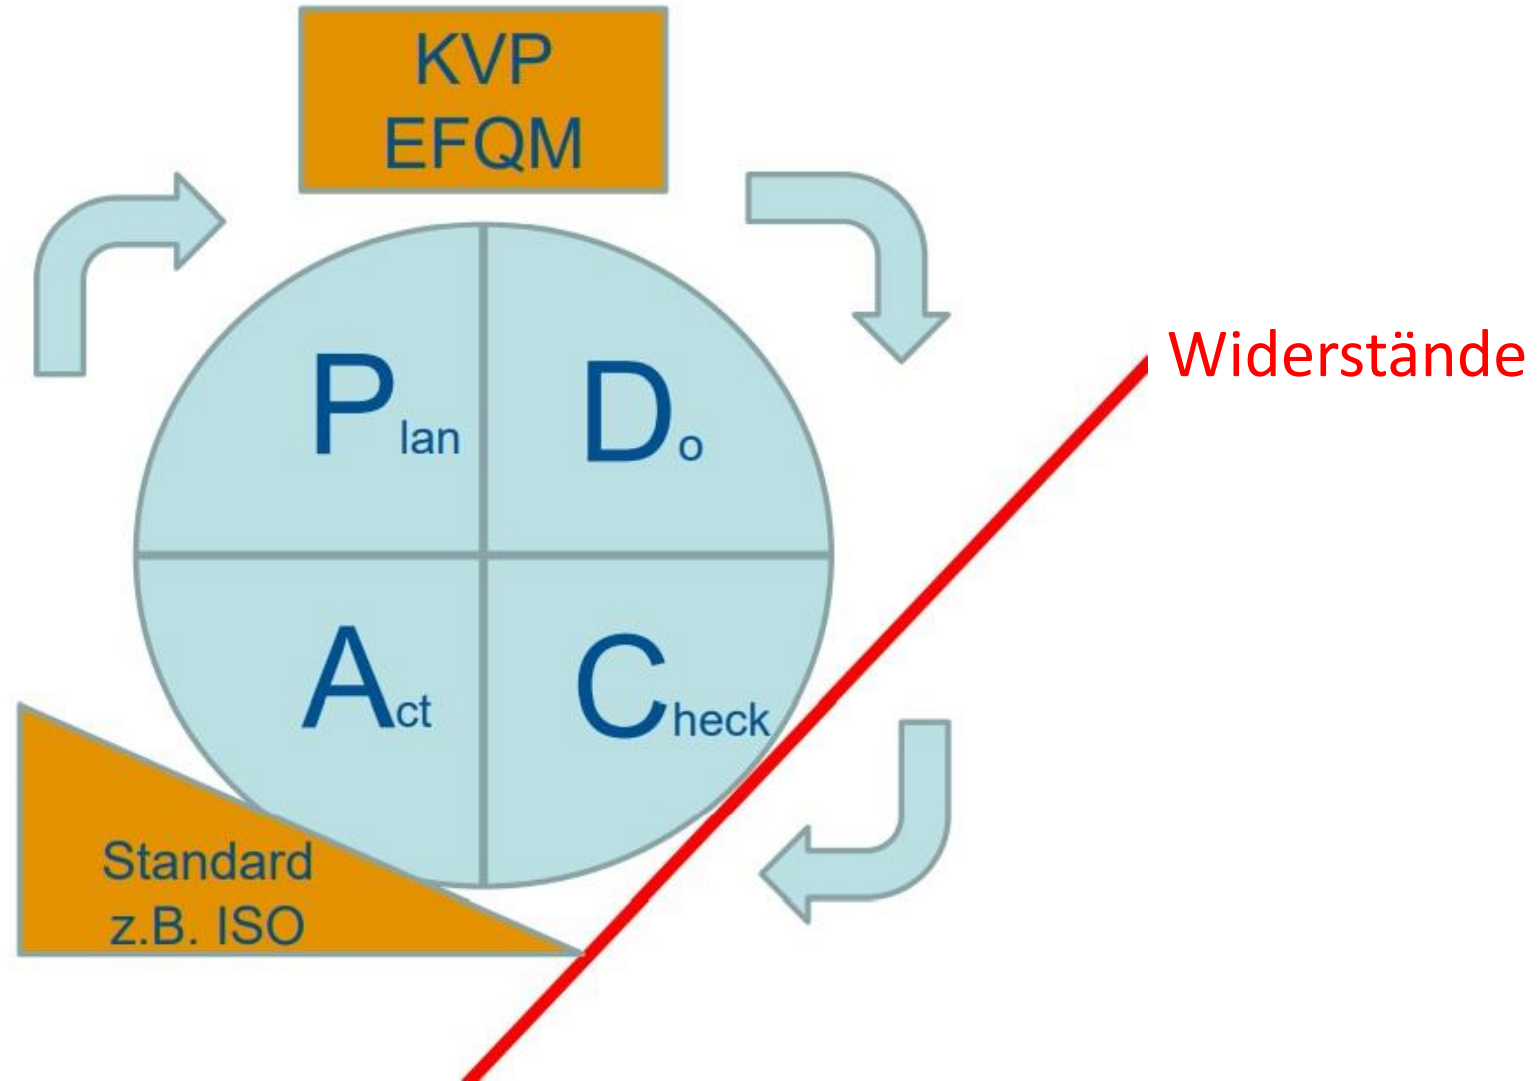 KVP
EFQM
Widerstände
Plan
Do
Act
Check
Standard
z.B. ISO